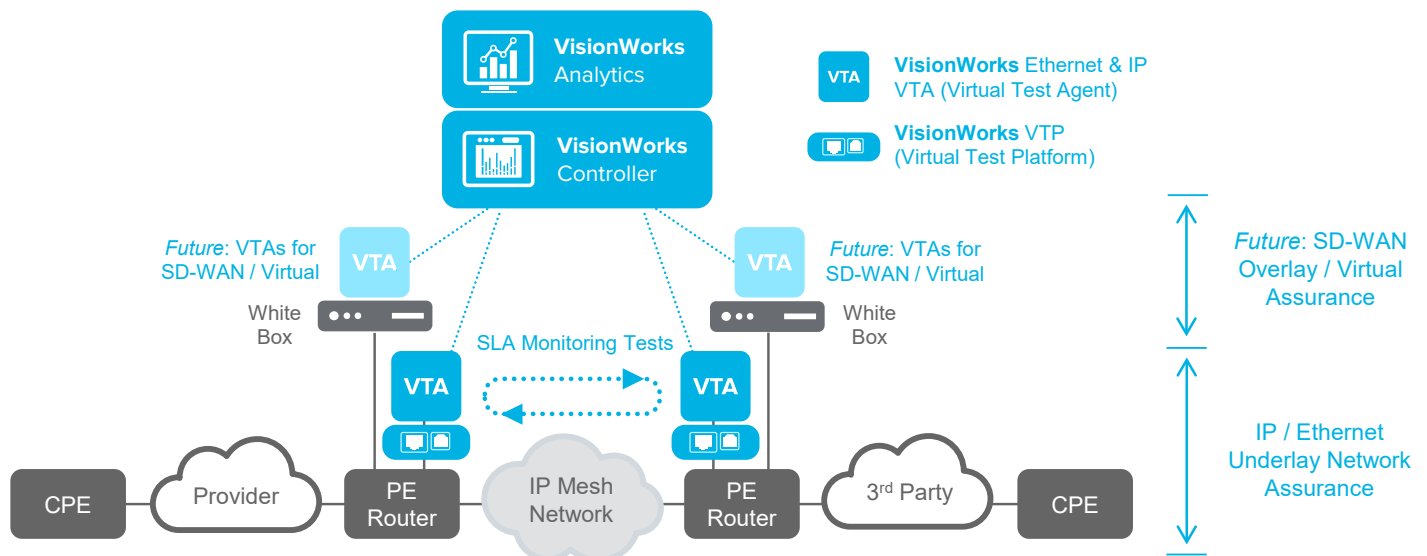 VisionWorks
Analytics
VisionWorks
Controller
VTA
VisionWorks Ethernet & IP
VTA (Virtual Test Agent)
VisionWorks VTP
(Virtual Test Platform)
Future: VTAs for
SD-WAN / Virtual
VTA
White
Box
VTA
Future: VTAs for
SD-WAN / Virtual
White
Box
Future: SD-WAN
Overlay / Virtual
Assurance
SLA Monitoring Tests
VTA
VTA
IP / Ethernet
Underlay Network
Assurance
CPE
Provider
PE
Router
IP Mesh
Network
PE
Router
3rd Party
CPE